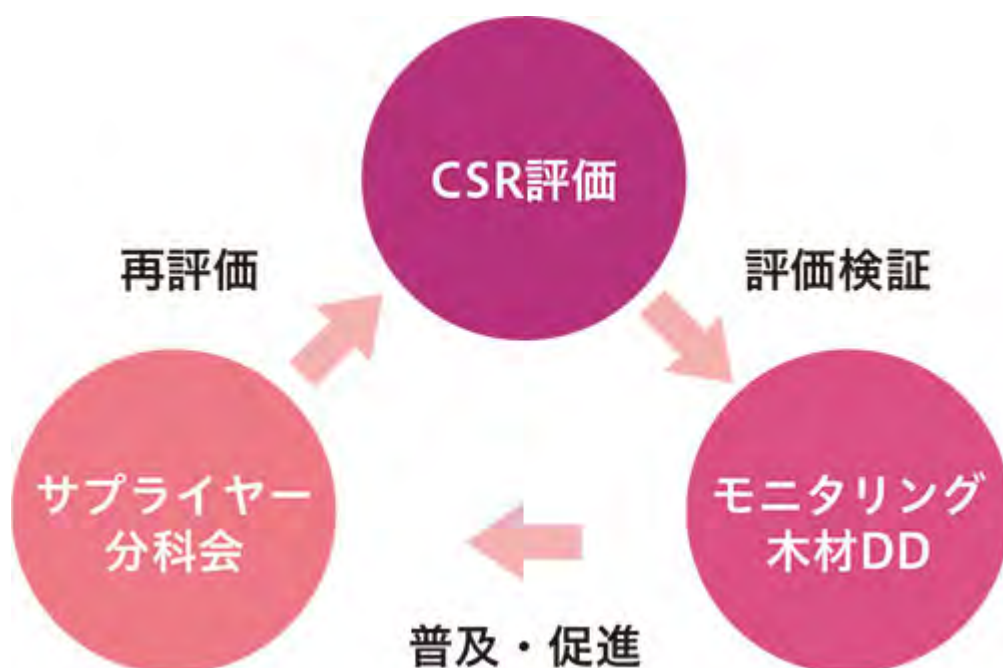 CSR評価
再評価
評価検証
サプライヤー
分科会
モニタリング
木材DD
普及・促進